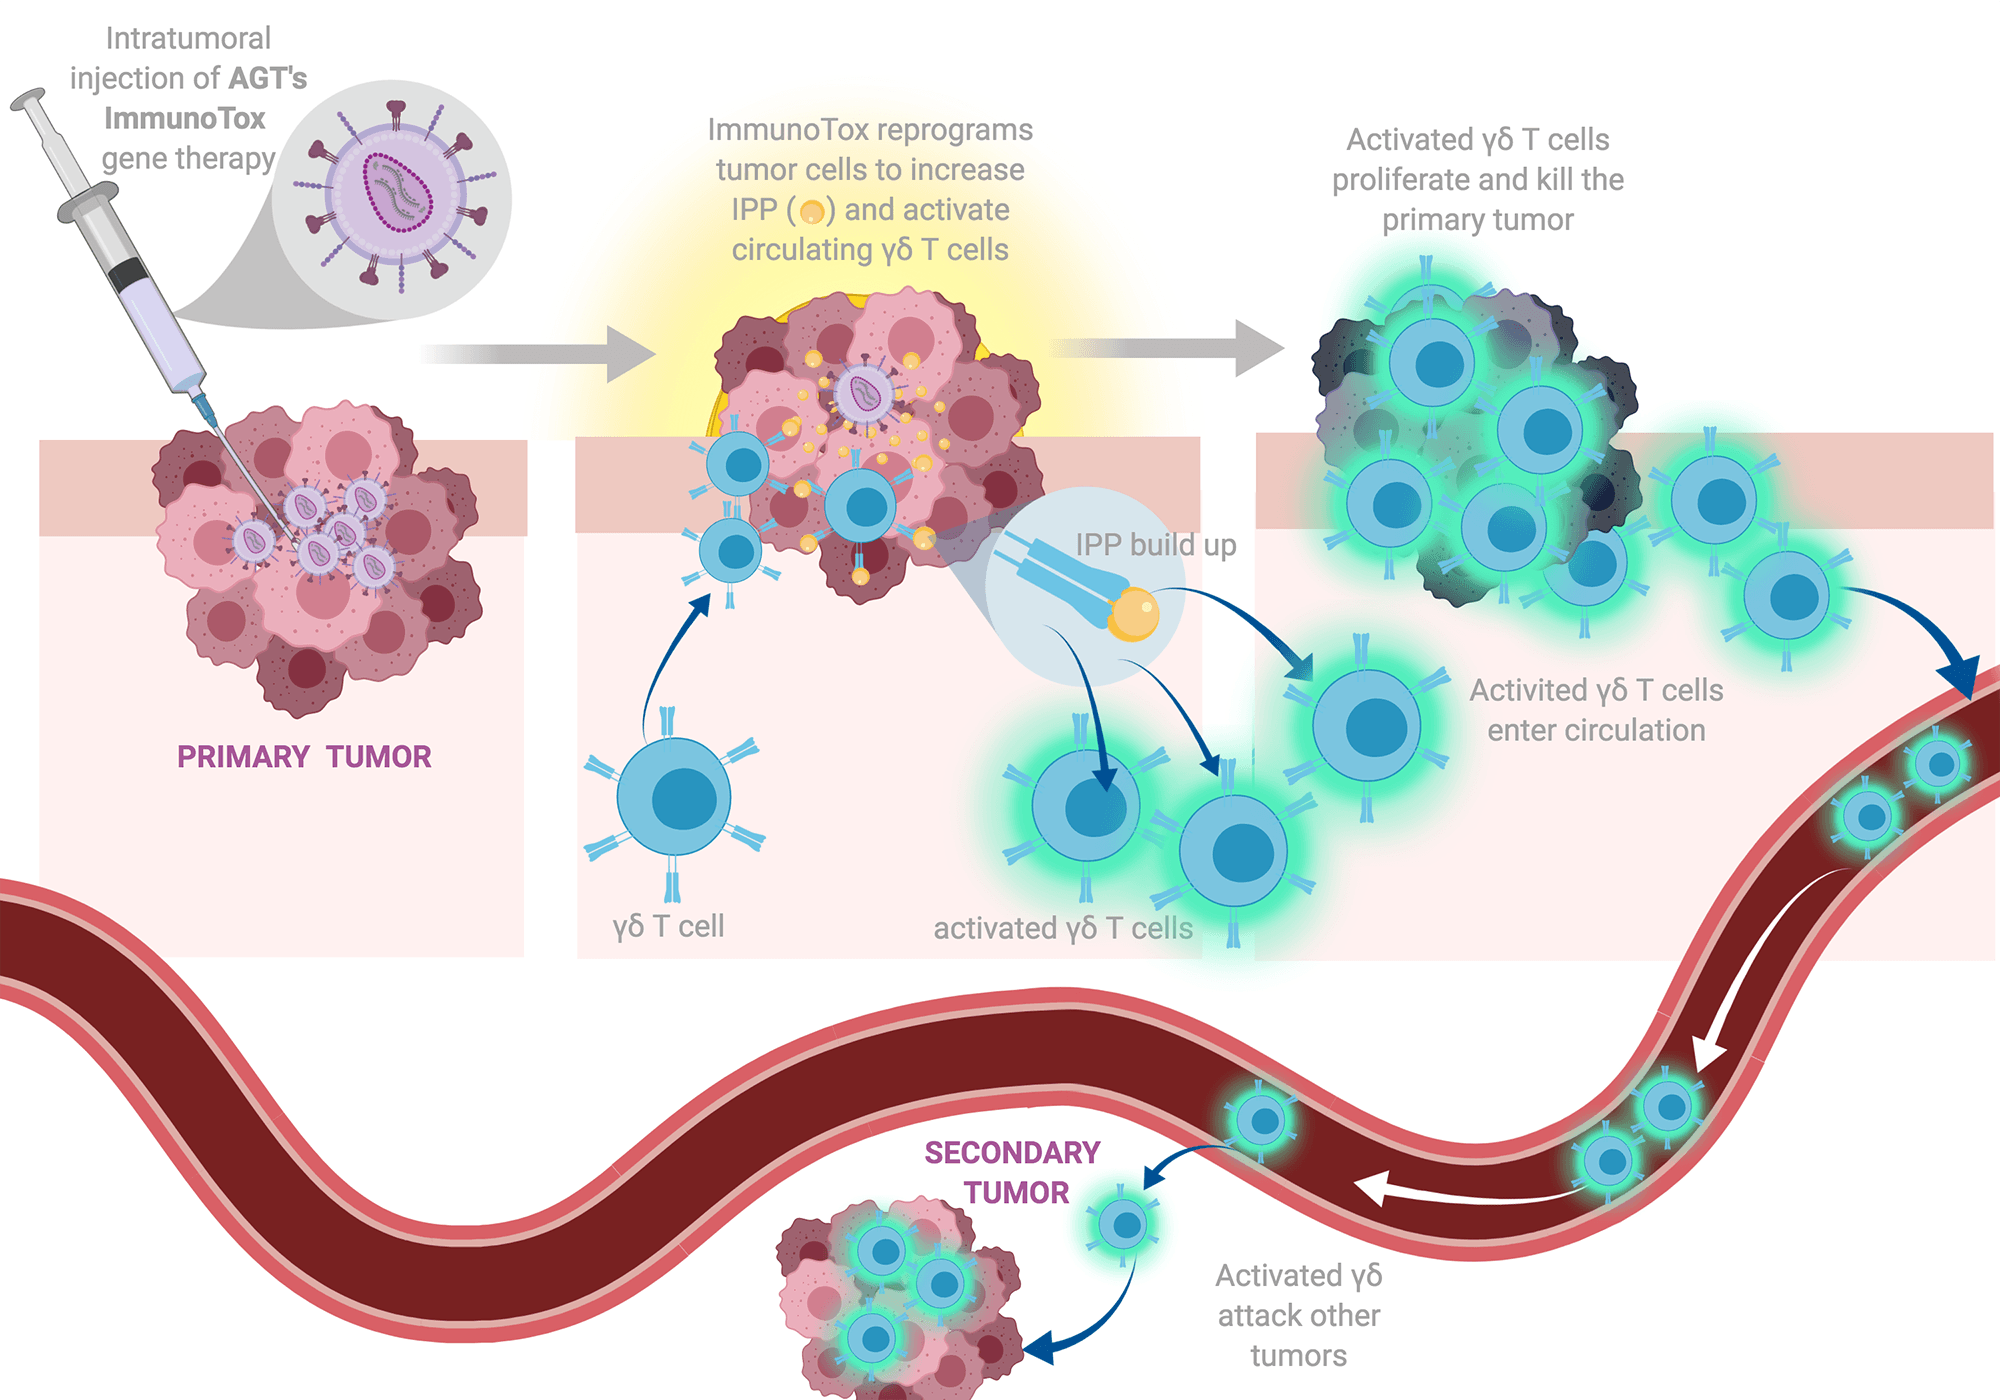 Intratumoral
injection of AGT's
ImmunoTox
gene therapy
ImmunoTox reprograms
tumor cells to increase
IPP ( ) and activate
circulating γδ T cells
Activated γδ T cells
proliferate and kill the
primary tumor
IPP build up
Activited γδ T cells
enter circulation
PRIMARY TUMOR
γδ T cell
activated γδ T cells
SECONDARY
TUMOR
Activated γδ
attack other
tumors